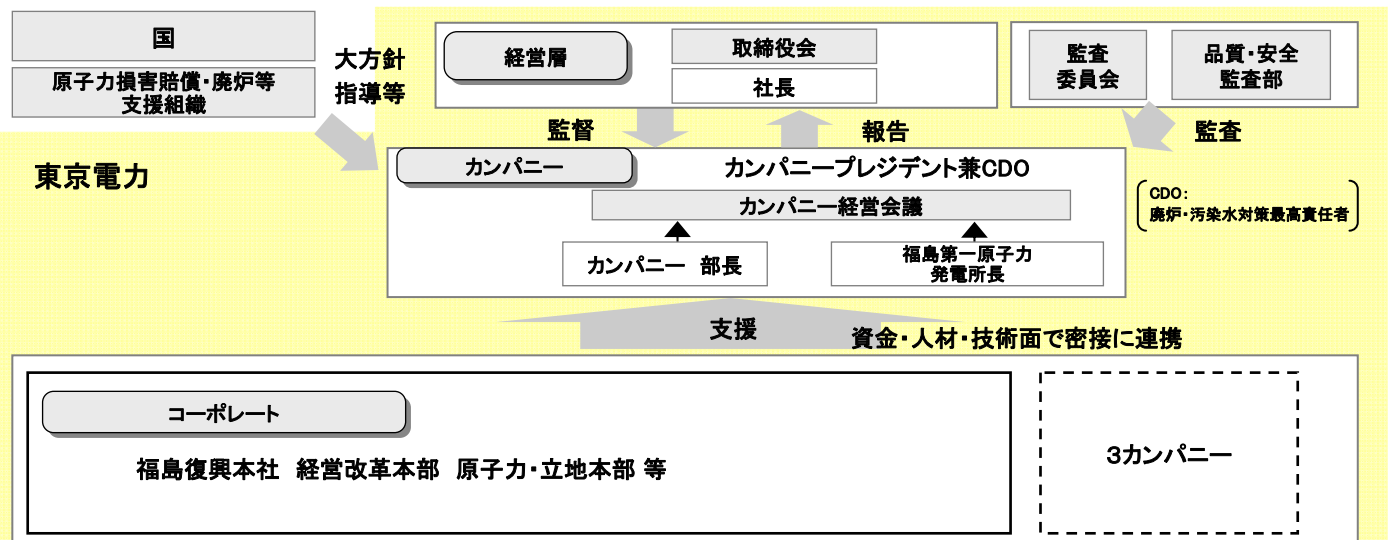 国
原子力損害賠償・廃炉等
支援組織
大方針
指導等
経営層
取締役会
社長
監査
委員会
品質・安全
監査部
監督
報告
監査
東京電力
カンパニー
カンパニープレジデント兼CDO
カンパニー経営会議
CDO:
廃炉・汚染水対策最高責任者
カンパニー 部長
福島第一原子力
発電所長
支援
資金・人材・技術面で密接に連携
コーポレート
福島復興本社 経営改革本部 原子力・立地本部 等
3カンパニー